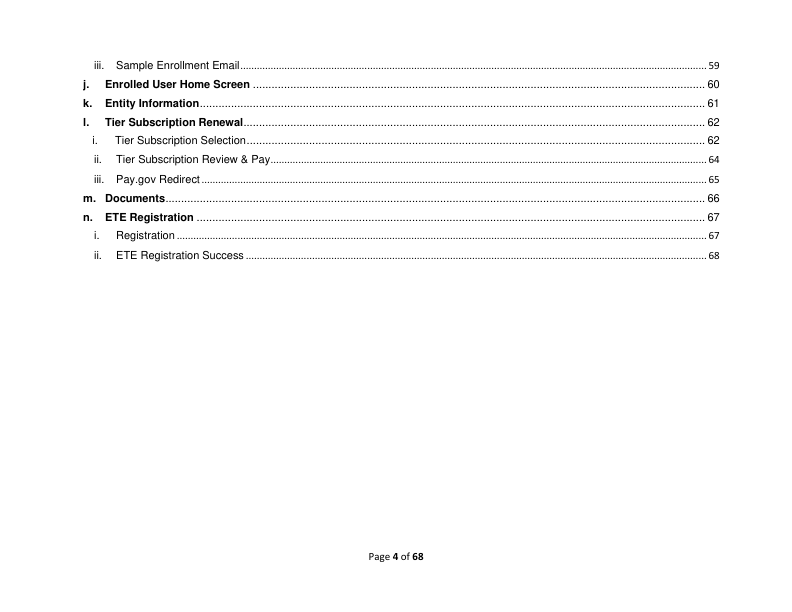 iii. Sample Enrollment Email........................................................................................................................ 59
j. Enrolled User Home Screen ........................................................................................................................ 60
k. Entity Information........................................................................................................................ 61
l. Tier Subscription Renewal........................................................................................................................ 62
i. Tier Subscription Selection........................................................................................................................ 62
ii. Tier Subscription Review & Pay........................................................................................................................ 64
iii. Pay.gov Redirect ........................................................................................................................ 65
m. Documents........................................................................................................................ 66
n. ETE Registration ........................................................................................................................ 67
i. Registration ........................................................................................................................ 67
ii. ETE Registration Success ........................................................................................................................ 68
Page 4 of 68